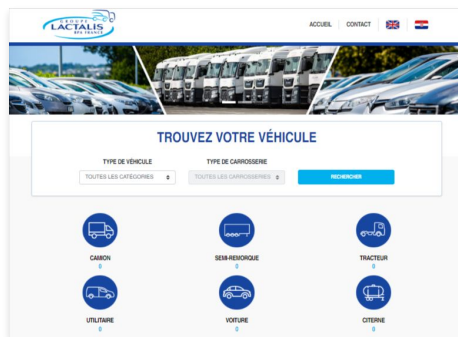 GROUPE
LACTALIS
BPA FRANCE
ACCUEIL
CONTACT
TROUVEZ VOTRE VÉHICULE
TYPE DE VÉHICULE
TYPE DE CARROSSERIE
TOUTES LES CATÉGORIES
TOUTES LES CARROSSERIES
RECHERCHER
CAMION
SEMI-REMORQUE
TRACTEUR
0
0
0
UTILITAIRE
VOITURE
CITERNE
0
0
0